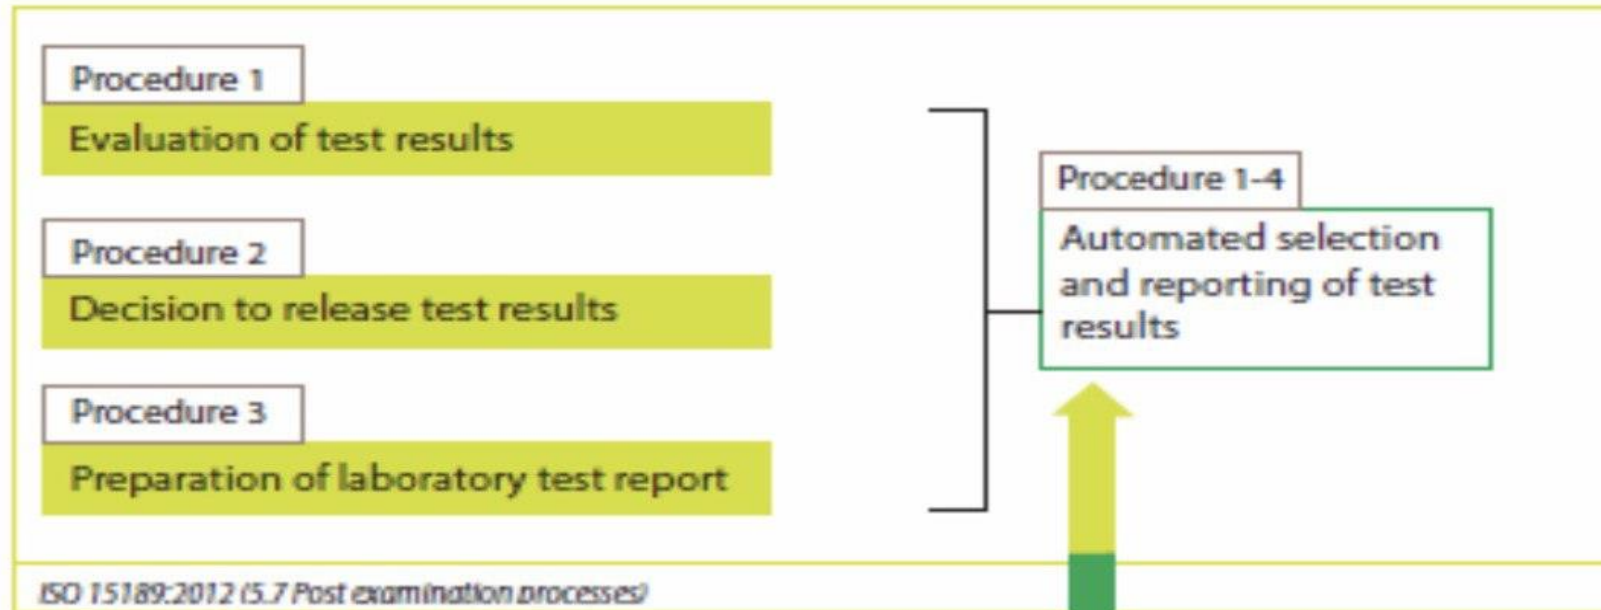 Procedure 1
Evaluation of test results
Procedure 2
Decision to release test results
Procedure 3
Preparation of laboratory test report
Procedure 1-4
Automated selection
and reporting of test
results
ISO 15189:2012 (5.7 Post examination processes)